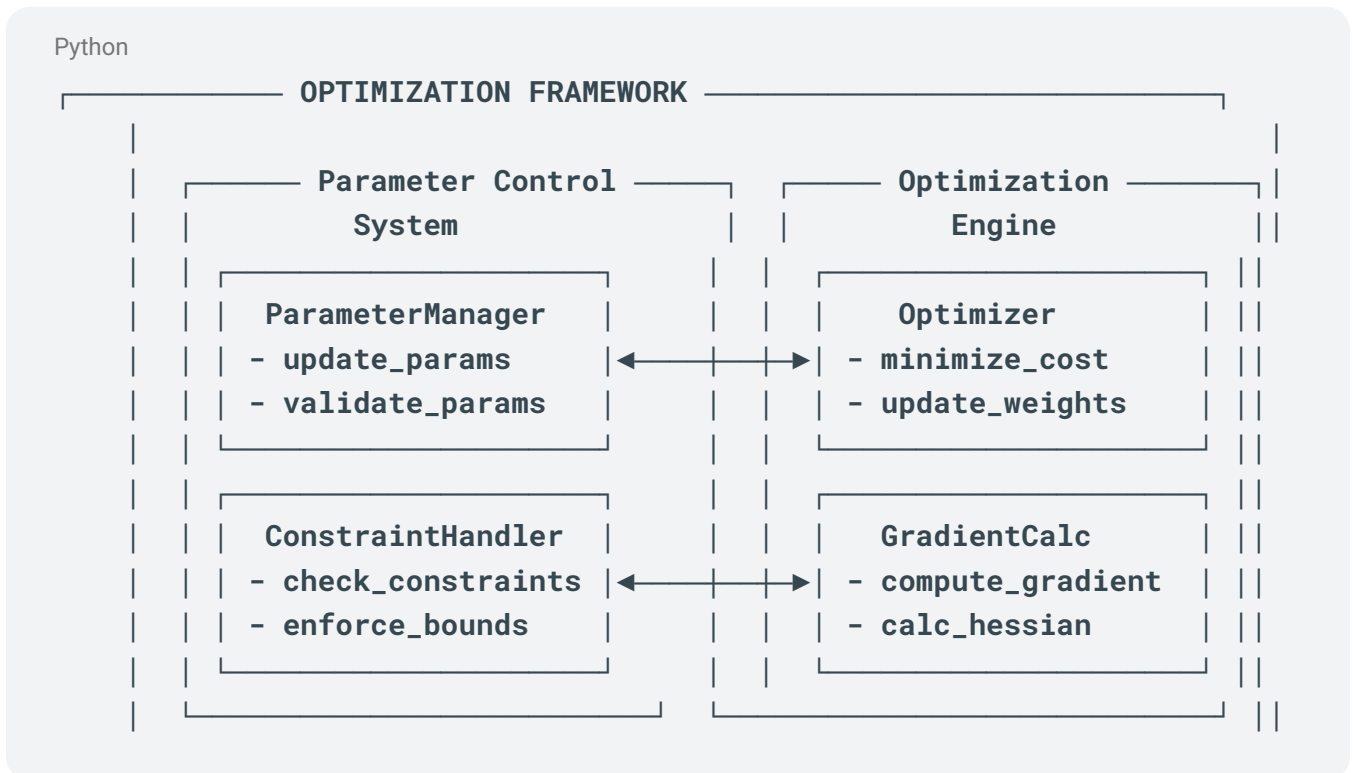 Python
OPTIMIZATION FRAMEWORK
Parameter Control Optimization
System Engine
ParameterManager Optimizer
- update_params - minimize_cost
- validate_params - update_weights
ConstraintHandler GradientCalc
- check_constraints - compute_gradient
- enforce_bounds - calc_hessian